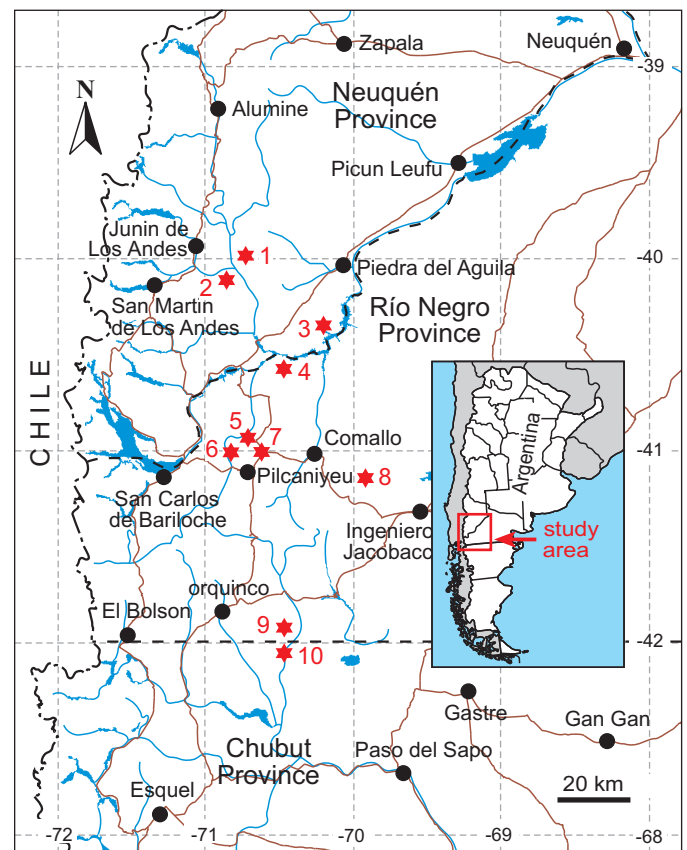 Zapala
Neuquén
-39
N
Neuquén
Province
Alumine
Picun Leufu
Junin de
Los Andes
1
-40
2
Piedra del Aguila
San Martin
de Los Andes
3
Río Negro
Province
4
CHILE
5
6
7
Comallo
-41
Pilcaniyeu
8
San Carlos
de Bariloche
Ingeniero
Jacobacc
Argentina
study
area
orquinco
El Bolson
9
-42
10
Gastre
Gan Gan
Chubut
Province
Paso del Sapo
Esquel
20 km
-72
-71
-70
-69
-68